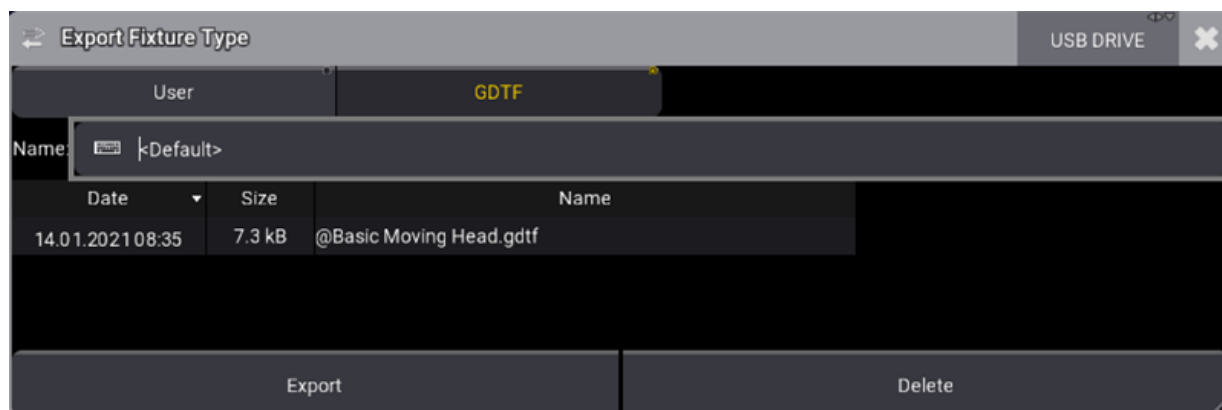 Export Fixture Type USB DRIVE
User GDTF
Name: <Default>
Date Size Name
14.01.2021 08:35 7.3 kB @Basic Moving Head.gdtf
Export Delete